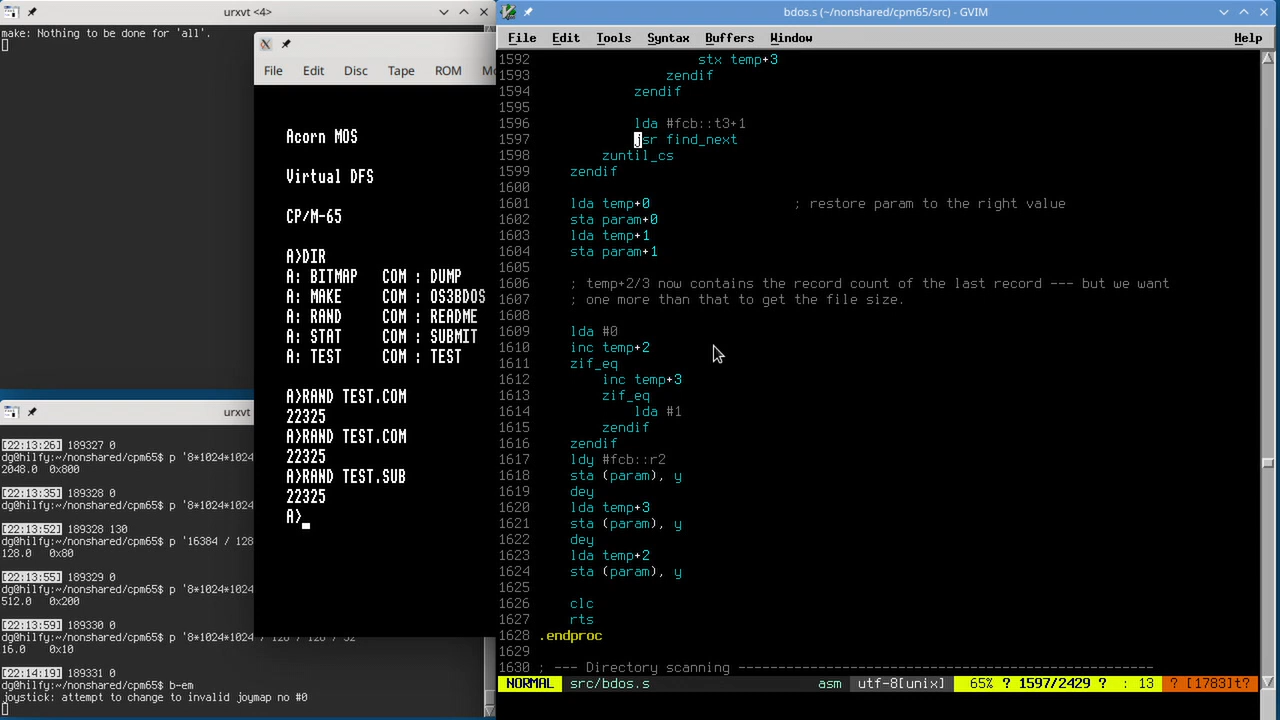 urxvt <4>
make: Nothing to be done for 'all'.
File Edit Disc Tape ROM
Acorn MOS
Virtual DFS
CP/M-65
A>DIR
A: BITMAP   COM : DUMP
A: MAKE     COM : OS3BDOS
A: RAND     COM : README
A: STAT     COM : SUBMIT
A: TEST     COM : TEST
A>RAND TEST.COM
22325
A>RAND TEST.COM
22325
A>RAND TEST.SUB
22325
A>_
urxvt
[22:13:26] 189327 0
dg@hilfy:~/nonshared/cpm65$ p '8*1024*1024
2048.0  0x800
[22:13:35] 189328 0
dg@hilfy:~/nonshared/cpm65$ p '8*1024*1024
[22:13:52] 189328 130
dg@hilfy:~/nonshared/cpm65$ p '16384 / 128
128.0  0x80
[22:13:55] 189329 0
dg@hilfy:~/nonshared/cpm65$ p '8*1024*1024
512.0  0x200
[22:13:59] 189330 0
dg@hilfy:~/nonshared/cpm65$ p '8*1024*1024 / 128 / 128 / 32
16.0  0x10
[22:14:19] 189331 0
dg@hilfy:~/nonshared/cpm65$ b-em
joystick: attempt to change to invalid joymap no #0
bdos.s (~/nonshared/cpm65/src) - GVIM
File Edit Tools Syntax Buffers Window Help
1592 stx temp+3
1593 zendif
1594 zendif
1595
1596 lda #fcb::t3+1
1597 jsr find_next
1598 zuntil_cs
1599 zendif
1600
1601 lda temp+0 ; restore param to the right value
1602 sta param+0
1603 lda temp+1
1604 sta param+1
1605
1606 ; temp+2/3 now contains the record count of the last record --- but we want
1607 ; one more than that to get the file size.
1608
1609 lda #0
1610 inc temp+2
1611 zif_eq
1612 inc temp+3
1613 zif_eq
1614 lda #1
1615 zendif
1616 zendif
1617 ldy #fcb::r2
1618 sta (param), y
1619 dey
1620 lda temp+3
1621 sta (param), y
1622 dey
1623 lda temp+2
1624 sta (param), y
1625
1626 clc
1627 rts
1628 .endproc
1629
1630 ; --- Directory scanning ----------------------------------------------------
NORMAL src/bdos.s asm utf-8[unix] 65% ? 1597/2429 ? : 13 ? [1783]t?